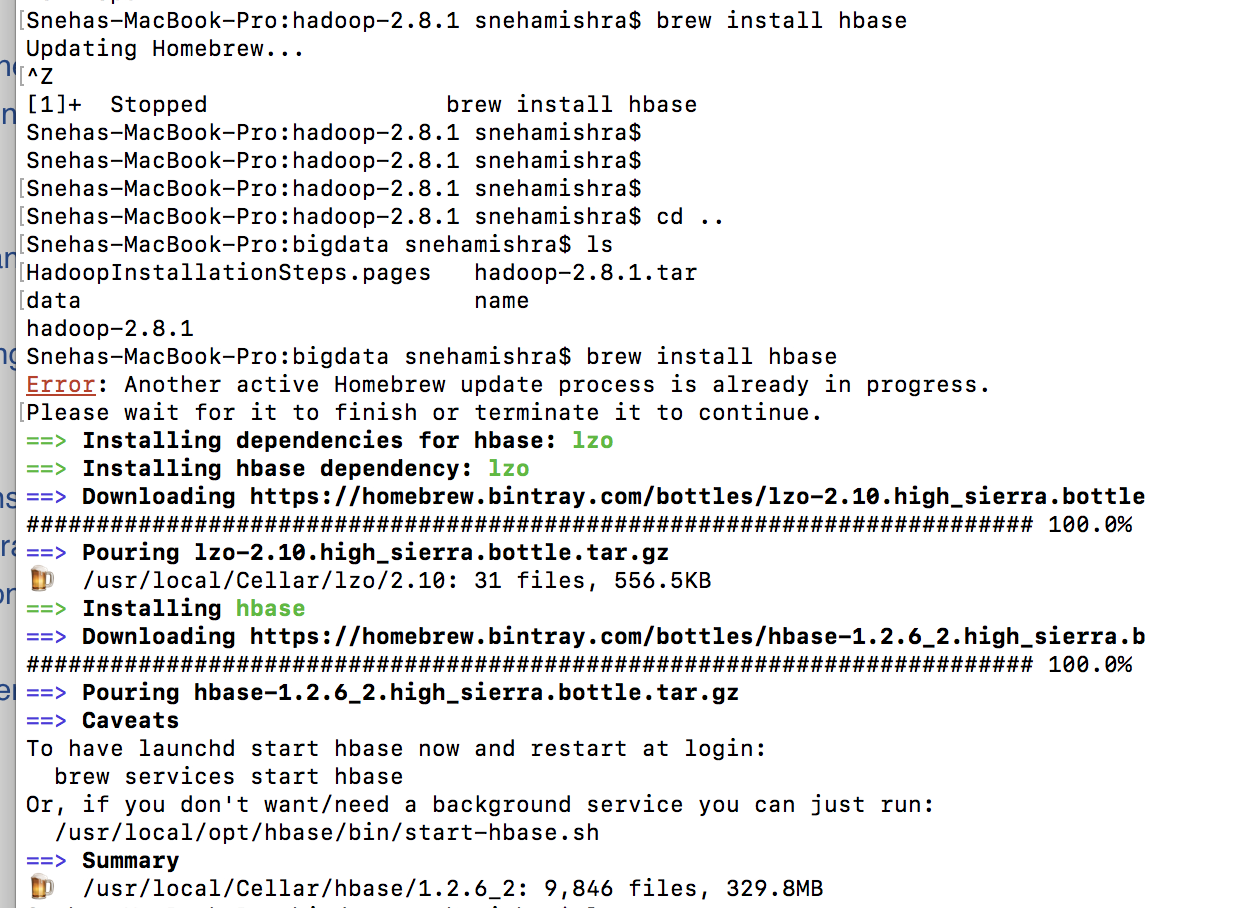 Snehas-MacBook-Pro:hadoop-2.8.1 snehamishra$ brew install hbase
Updating Homebrew...
^Z
[1]+  Stopped                 brew install hbase
Snehas-MacBook-Pro:hadoop-2.8.1 snehamishra$
Snehas-MacBook-Pro:hadoop-2.8.1 snehamishra$
Snehas-MacBook-Pro:hadoop-2.8.1 snehamishra$
Snehas-MacBook-Pro:hadoop-2.8.1 snehamishra$ cd ..
Snehas-MacBook-Pro:bigdata snehamishra$ ls
HadoopInstallationSteps.pages   hadoop-2.8.1.tar
data                            name
hadoop-2.8.1
Snehas-MacBook-Pro:bigdata snehamishra$ brew install hbase
Error: Another active Homebrew update process is already in progress.
Please wait for it to finish or terminate it to continue.
==> Installing dependencies for hbase: lzo
==> Installing hbase dependency: lzo
==> Downloading https://homebrew.bintray.com/bottles/lzo-2.10.high_sierra.bottle
######################################################################## 100.0%
==> Pouring lzo-2.10.high_sierra.bottle.tar.gz
🍺  /usr/local/Cellar/lzo/2.10: 31 files, 556.5KB
==> Installing hbase
==> Downloading https://homebrew.bintray.com/bottles/hbase-1.2.6_2.high_sierra.b
######################################################################## 100.0%
==> Pouring hbase-1.2.6_2.high_sierra.bottle.tar.gz
==> Caveats
To have launchd start hbase now and restart at login:
  brew services start hbase
Or, if you don't want/need a background service you can just run:
  /usr/local/opt/hbase/bin/start-hbase.sh
==> Summary
🍺  /usr/local/Cellar/hbase/1.2.6_2: 9,846 files, 329.8MB